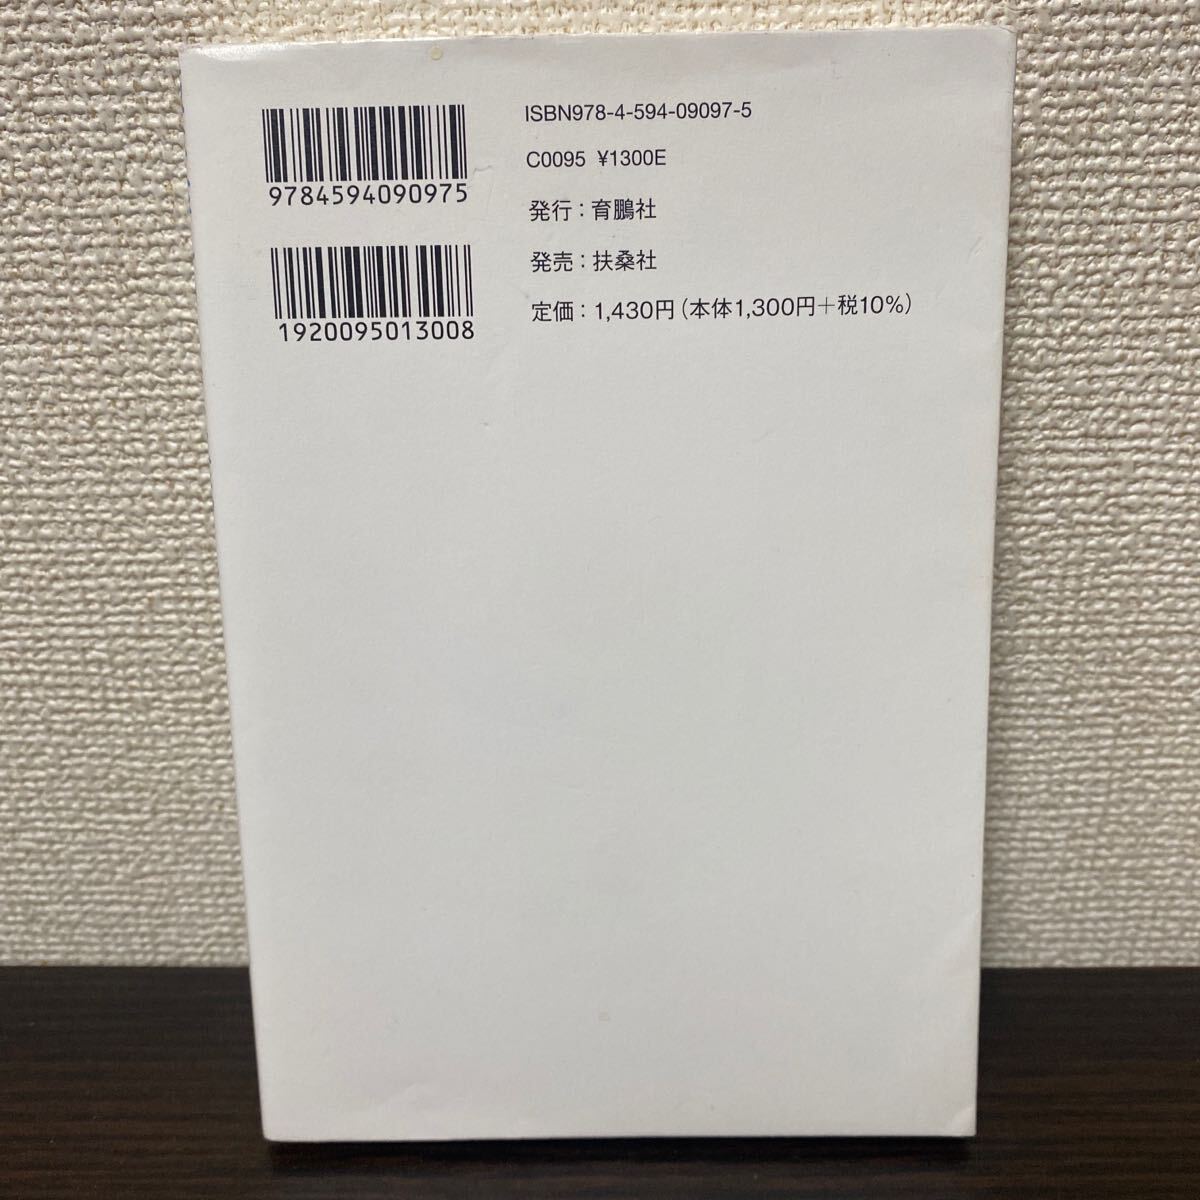 9784594090975
1920095013008
ISBN978-4-594-09097-5
C0095 ¥1300E
発行：育鵬社
発売：扶桑社
定価：1,430円（本体1,300円＋税10%）